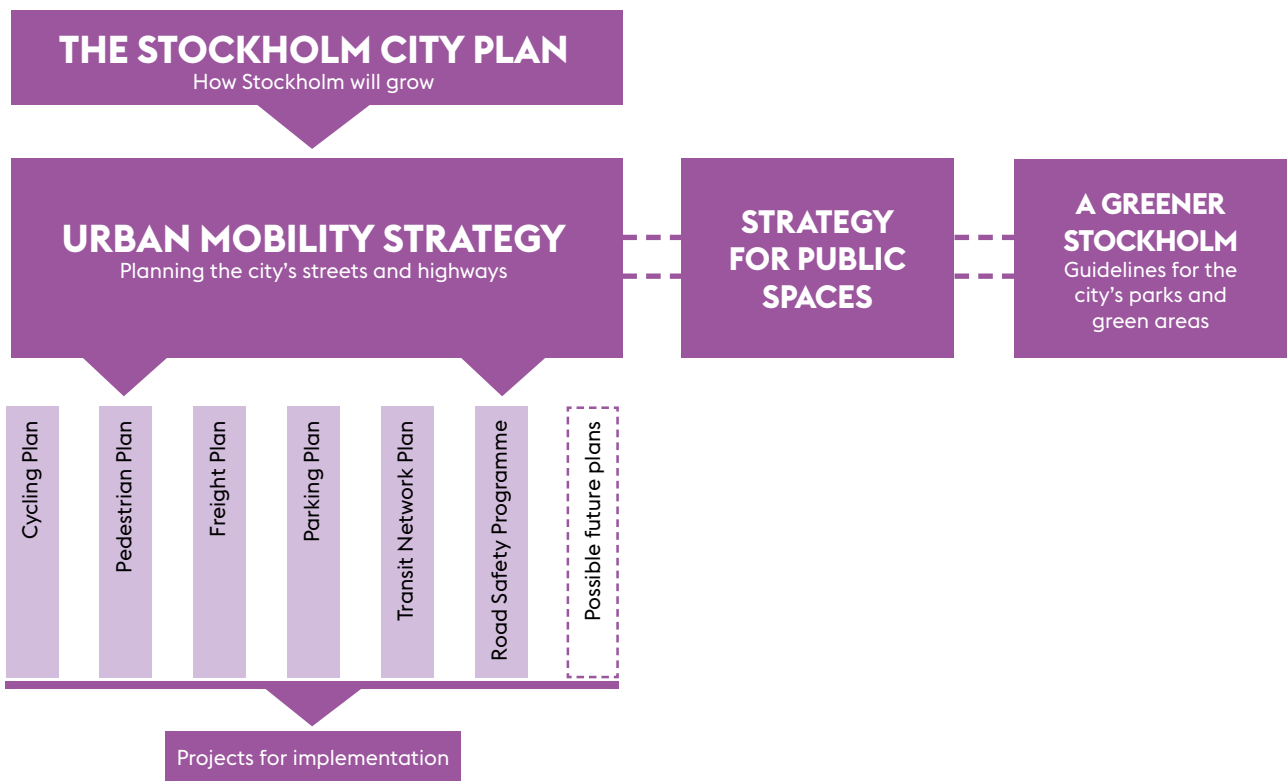 THE STOCKHOLM CITY PLAN
How Stockholm will grow
URBAN MOBILITY STRATEGY
Planning the city’s streets and highways
STRATEGY
FOR PUBLIC
SPACES
A GREENER
STOCKHOLM
Guidelines for the
city’s parks and
green areas
Cycling Plan
Pedestrian Plan
Freight Plan
Parking Plan
Transit Network Plan
Road Safety Programme
Possible future plans
Projects for implementation